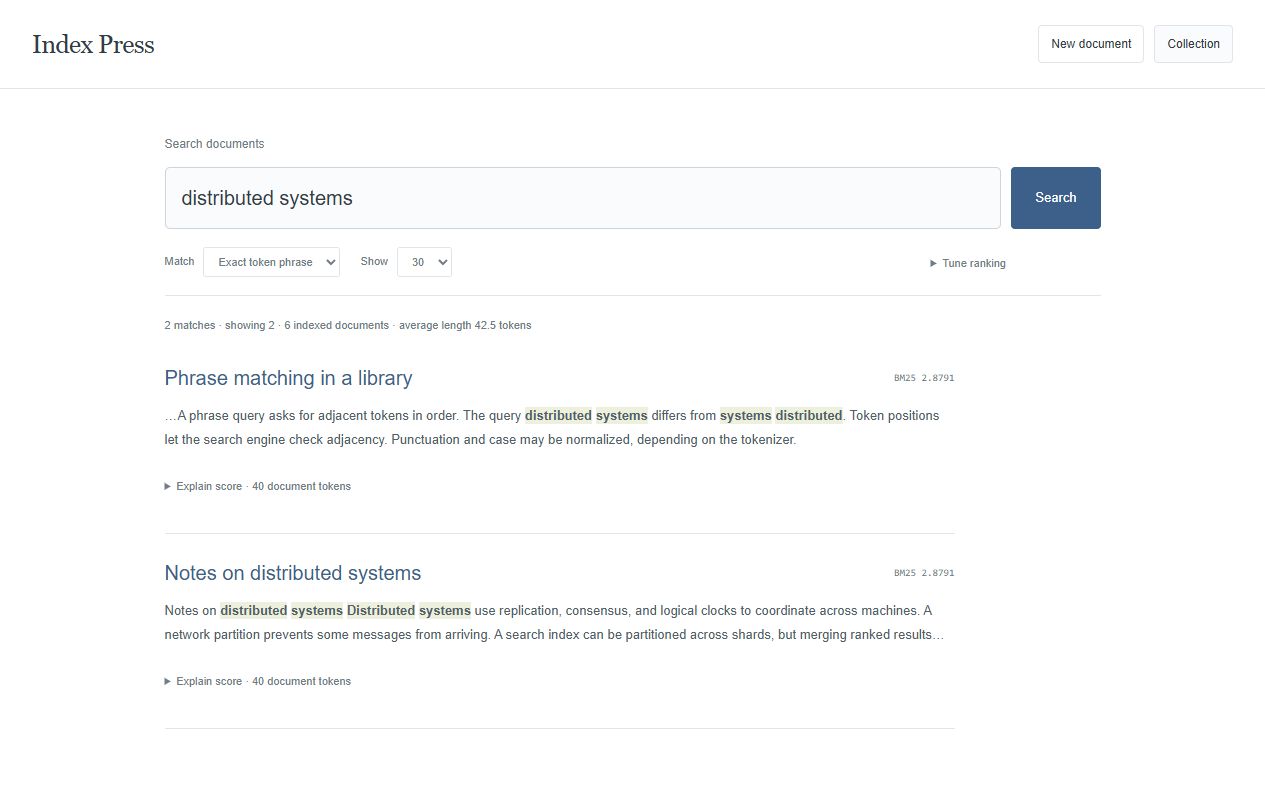 Index Press
New document
Collection
Search documents
distributed systems
Search
Match
Exact token phrase
Show
30
Tune ranking
2 matches · showing 2 · 6 indexed documents · average length 42.5 tokens
Phrase matching in a library
BM25 2.8791
…A phrase query asks for adjacent tokens in order. The query distributed systems differs from systems distributed. Token positions
let the search engine check adjacency. Punctuation and case may be normalized, depending on the tokenizer.
Explain score · 40 document tokens
Notes on distributed systems
BM25 2.8791
Notes on distributed systems Distributed systems use replication, consensus, and logical clocks to coordinate across machines. A
network partition prevents some messages from arriving. A search index can be partitioned across shards, but merging ranked results…
Explain score · 40 document tokens